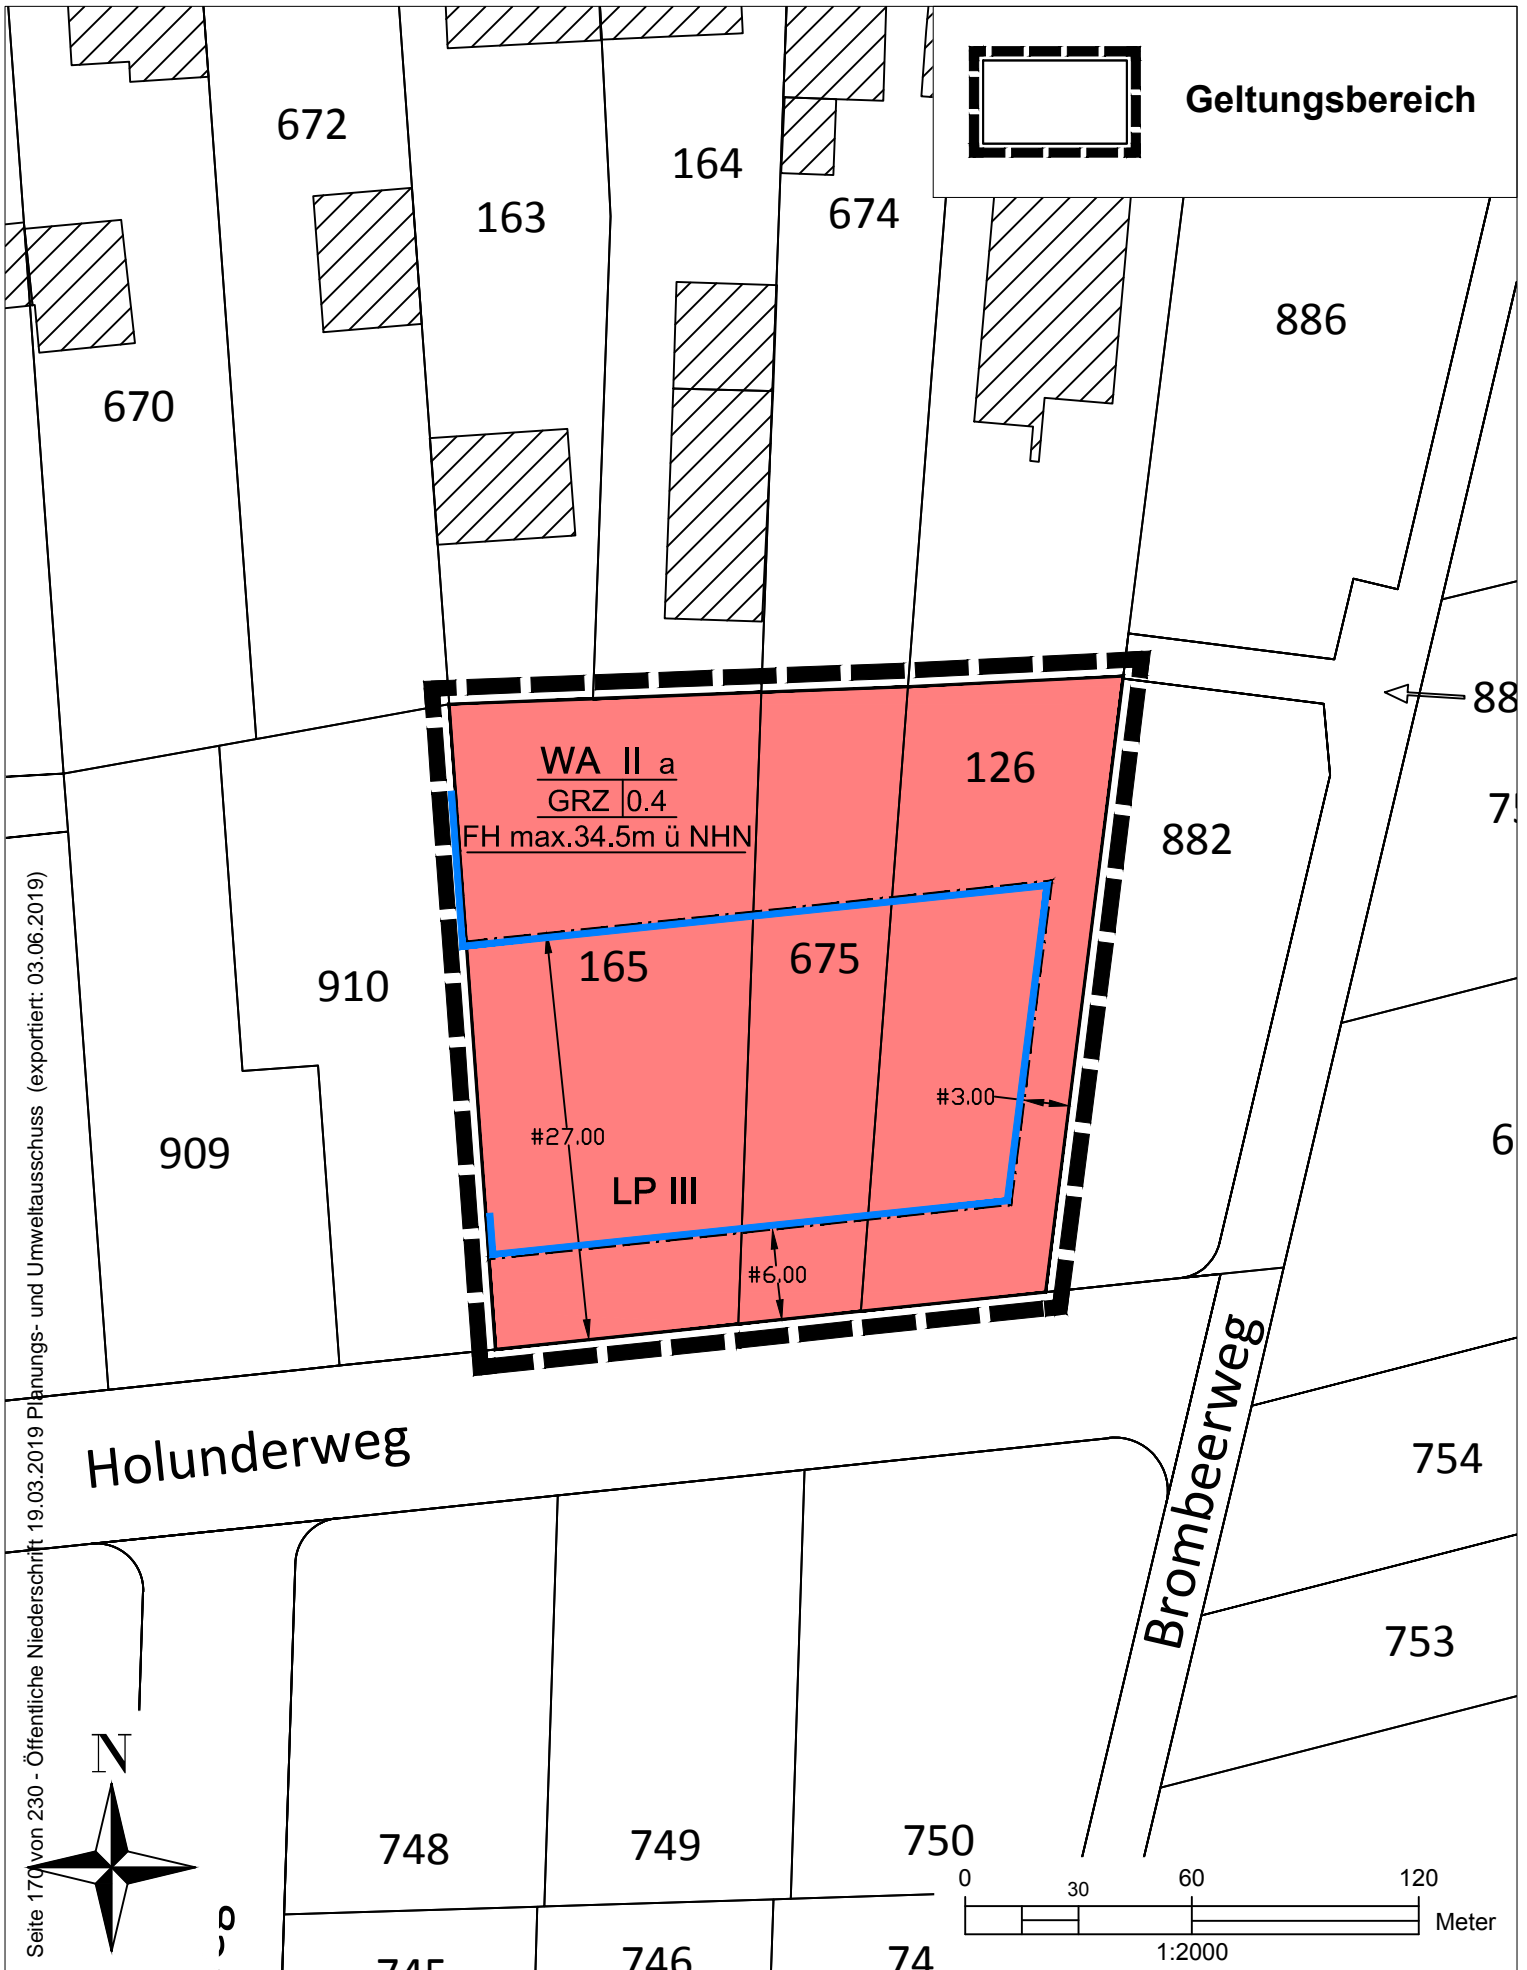 Geltungsbereich
672
163
164
674
886
670
88
WA II a
GRZ 0.4
FH max.34.5m ü NHN
126
882
165
675
910
909
#3.00
#27.00
LP III
#6.00
Holunderweg
Brombeerweg
754
753
748
749
750
746
N
0 30 60 120
Meter
1:2000
Seite 170 von 230 - Öffentliche Niederschrift 19.03.2019 Planungs- und Umweltausschuss (exportiert: 03.06.2019)